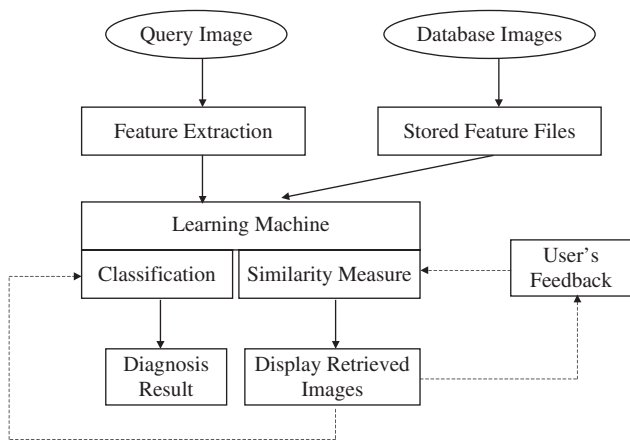 Query Image
Database Images
Feature Extraction
Stored Feature Files
Learning Machine
Classification
Similarity Measure
User's
Feedback
Diagnosis
Result
Display Retrieved
Images